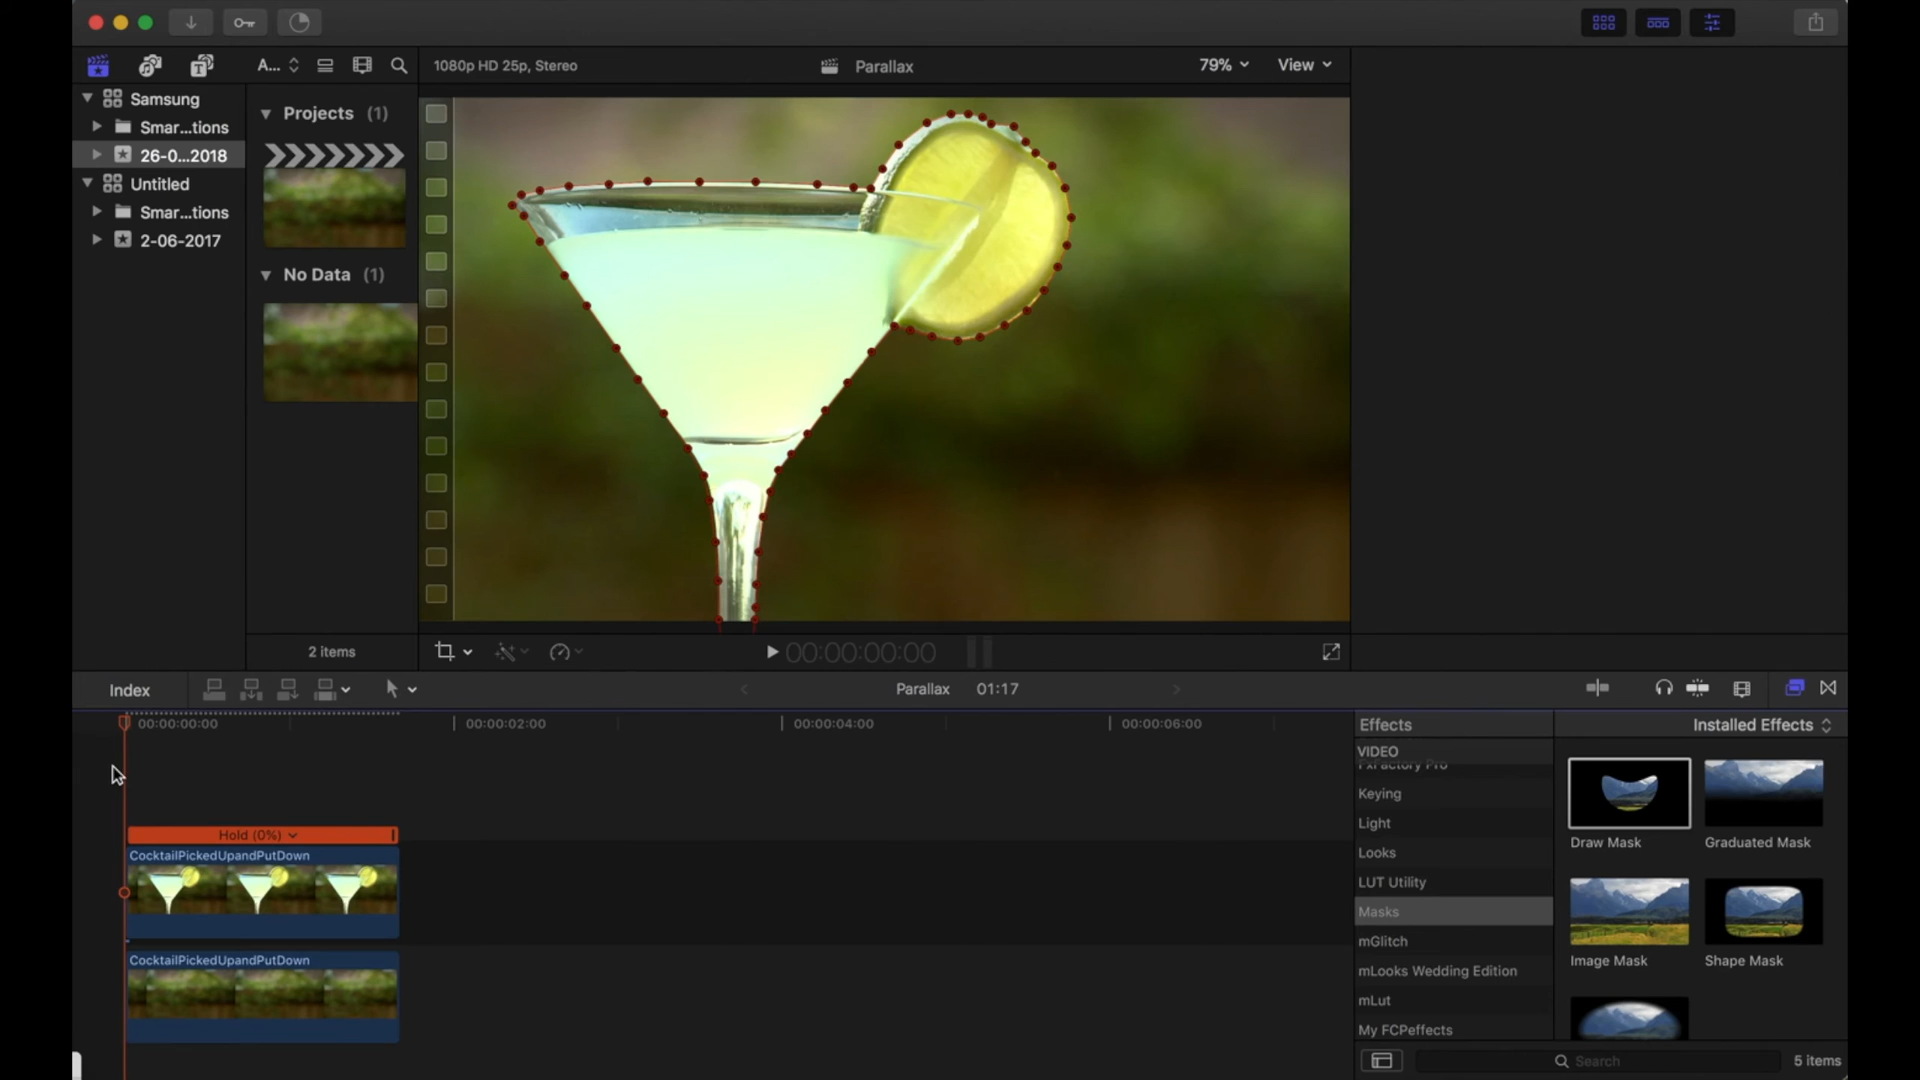 A...
1080p HD 25p, Stereo
Parallax
79%
View
Samsung
Smar...tions
26-0...2018
Untitled
Smar...tions
2-06-2017
Projects (1)
No Data (1)
2 items
00:00:00:00
Index
Parallax 01:17
00:00:00:00
00:00:02:00
00:00:04:00
00:00:06:00
Hold (0%)
CocktailPickedUpandPutDown
CocktailPickedUpandPutDown
Effects
Installed Effects
VIDEO
FxFactory Pro
Keying
Light
Looks
LUT Utility
Masks
mGlitch
mLooks Wedding Edition
mLut
My FCPeffects
Draw Mask
Graduated Mask
Image Mask
Shape Mask
Search
5 items